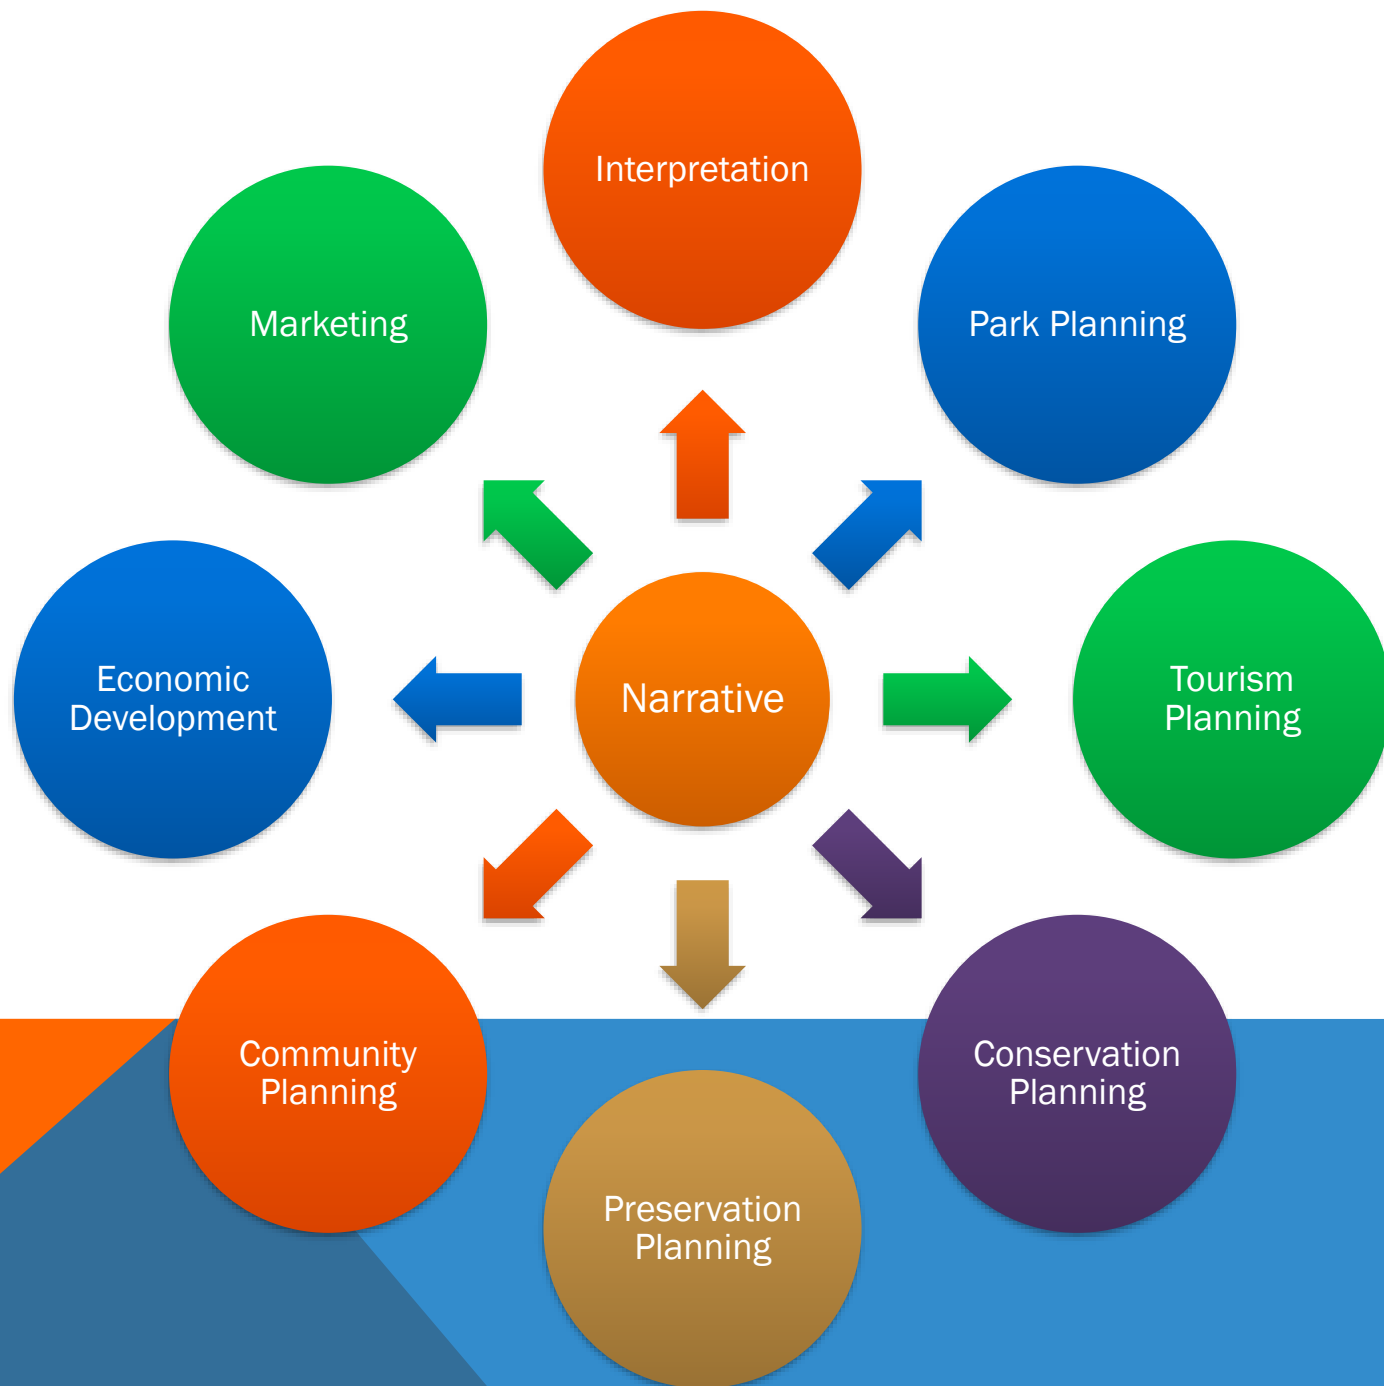 Interpretation
Marketing
Park Planning
Economic
Development
Narrative
Tourism
Planning
Community
Planning
Conservation
Planning
Preservation
Planning